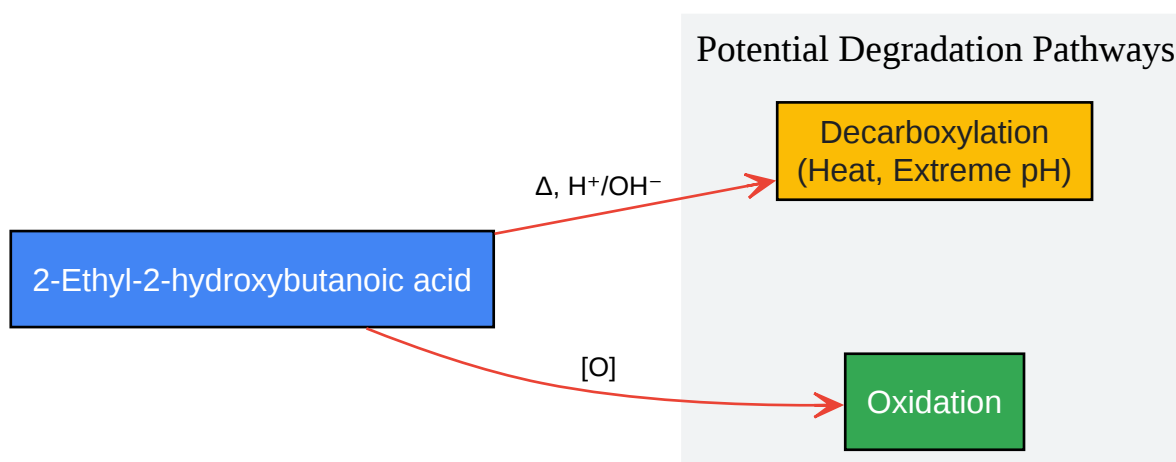 Potential Degradation Pathways
Decarboxylation
(Heat, Extreme pH)
Δ, H⁺/OH⁻
2-Ethyl-2-hydroxybutanoic acid
[O]
Oxidation